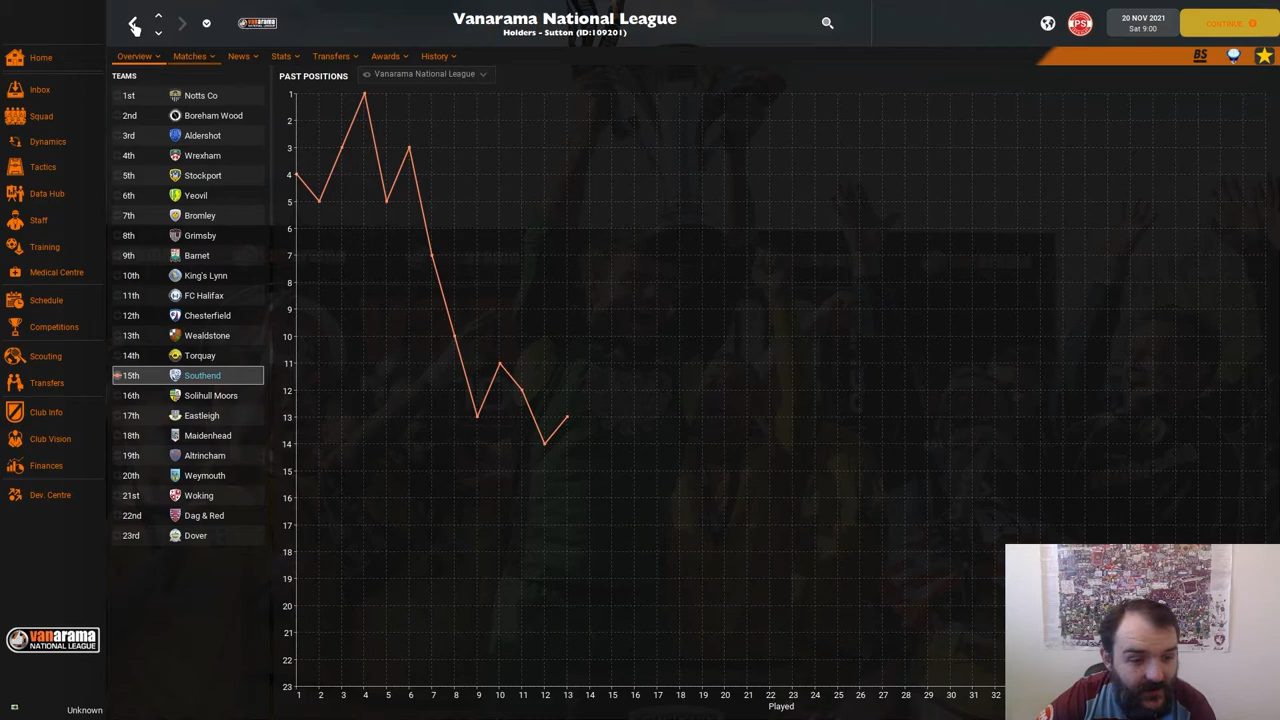 Vanarama National League
Holders - Sutton (ID:109201)
vanarama
PS
20 NOV 2021
Sat 9:00
CONTINUE
BS
Home
Inbox
Squad
Dynamics
Tactics
Data Hub
Staff
Training
Medical Centre
Schedule
Competitions
Scouting
Transfers
Club Info
Club Vision
Finances
Dev. Centre
vanarama
NATIONAL LEAGUE
Unknown
Overview
Matches
News
Stats
Transfers
Awards
History
TEAMS
1st Notts Co
2nd Boreham Wood
3rd Aldershot
4th Wrexham
5th Stockport
6th Yeovil
7th Bromley
8th Grimsby
9th Barnet
10th King's Lynn
11th FC Halifax
12th Chesterfield
13th Wealdstone
14th Torquay
15th Southend
16th Solihull Moors
17th Eastleigh
18th Maidenhead
19th Altrincham
20th Weymouth
21st Woking
22nd Dag & Red
23rd Dover
PAST POSITIONS
Vanarama National League
1
2
3
4
5
6
7
8
9
10
11
12
13
14
15
16
17
18
19
20
21
22
23
1 2 3 4 5 6 7 8 9 10 11 12 13 14 15 16 17 18 19 20 21 22 23 24 25 26 27 28 29 30 31 32
Played